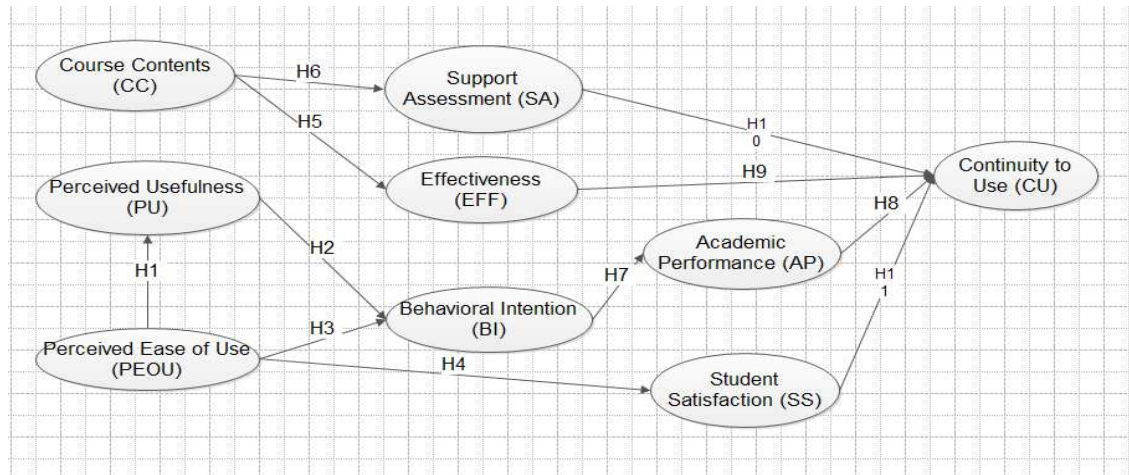 Course Contents
(CC)
H6
Support
Assessment (SA)
H5
H1
0
Continuity to
Use (CU)
Perceived Usefulness
(PU)
Effectiveness
(EFF)
H9
H8
H2
Academic
Performance (AP)
H1
H7
H1
1
Behavioral Intention
(BI)
H3
Perceived Ease of Use
(PEOU)
H4
Student
Satisfaction (SS)